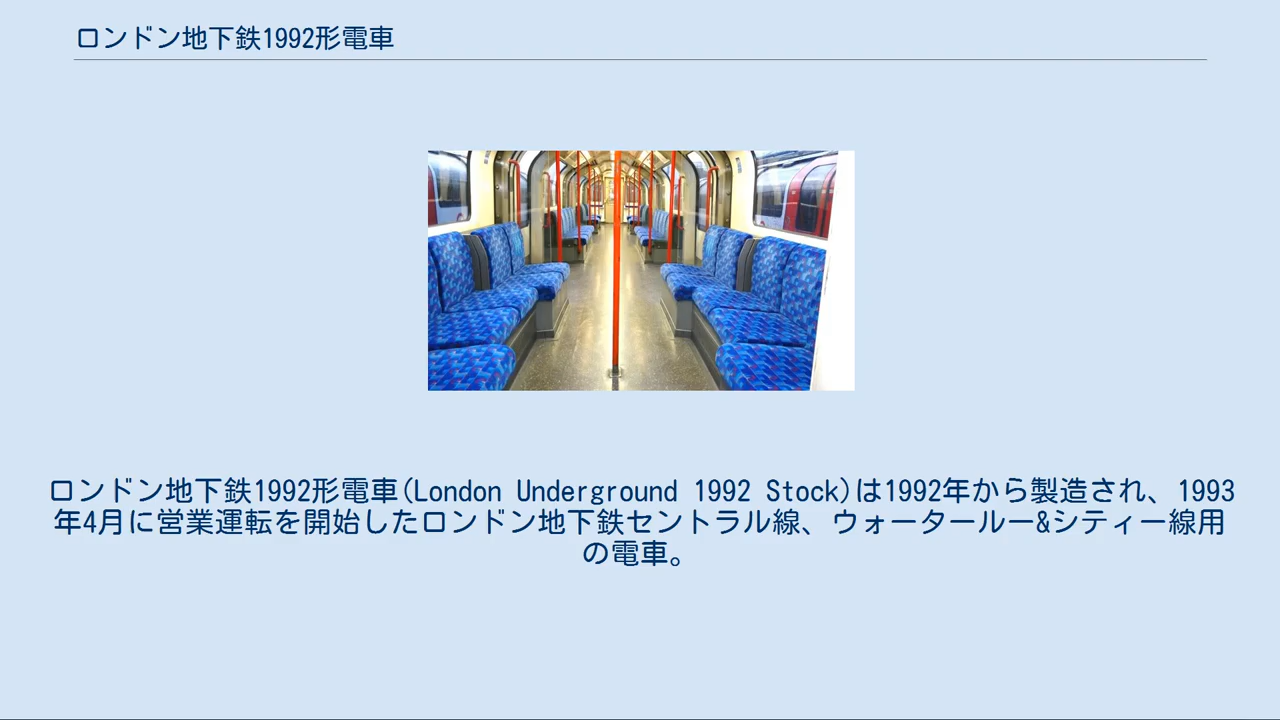 ロンドン地下鉄1992形電車
ロンドン地下鉄1992形電車(London Underground 1992 Stock)は1992年から製造され、1993
年4月に営業運転を開始したロンドン地下鉄セントラル線、ウォータールー&シティー線用
の電車。